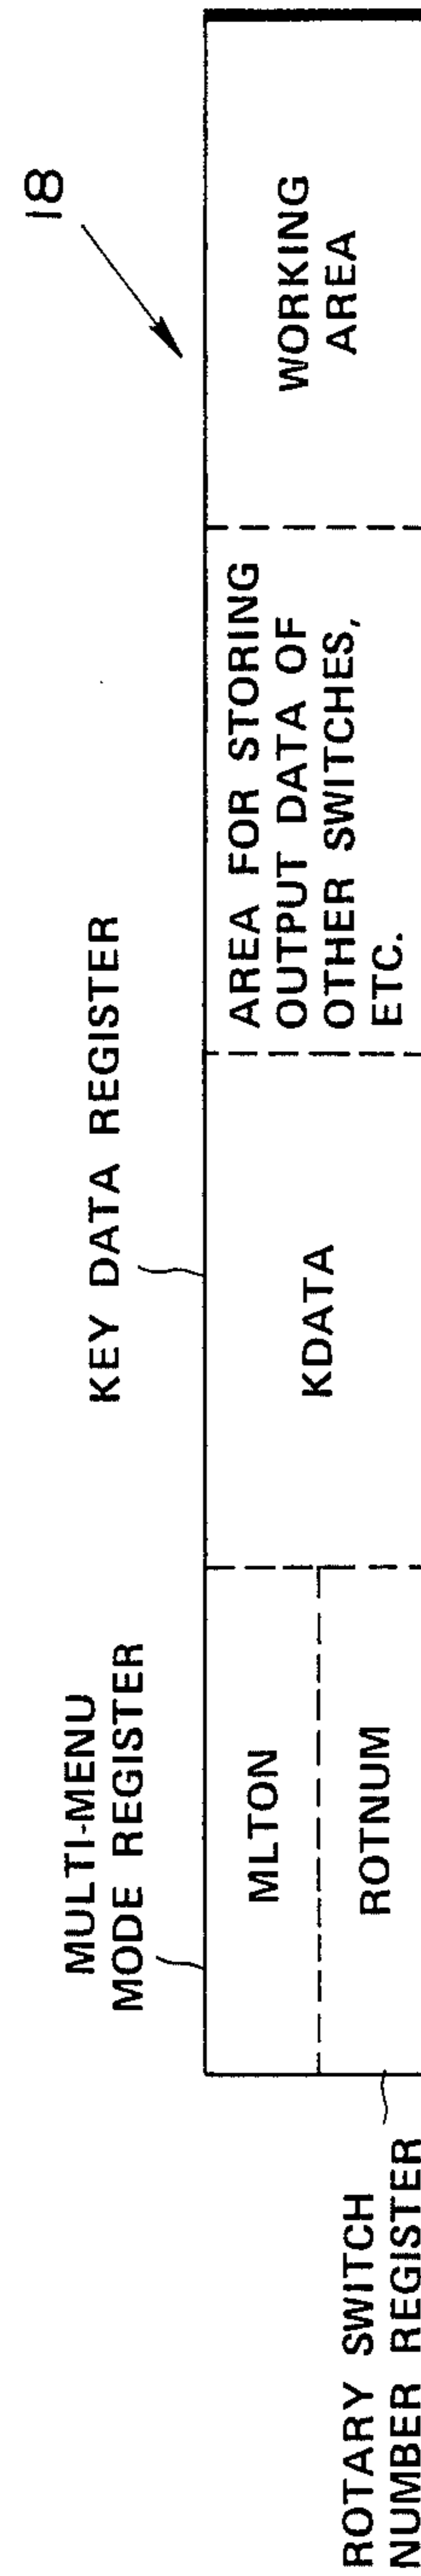 18
MULTI-MENU
MODE REGISTER
KEY DATA REGISTER
ROTARY SWITCH
NUMBER REGISTER
MLTON
ROTNUM
KDATA
AREA FOR STORING
OUTPUT DATA OF
OTHER SWITCHES,
ETC.
WORKING
AREA